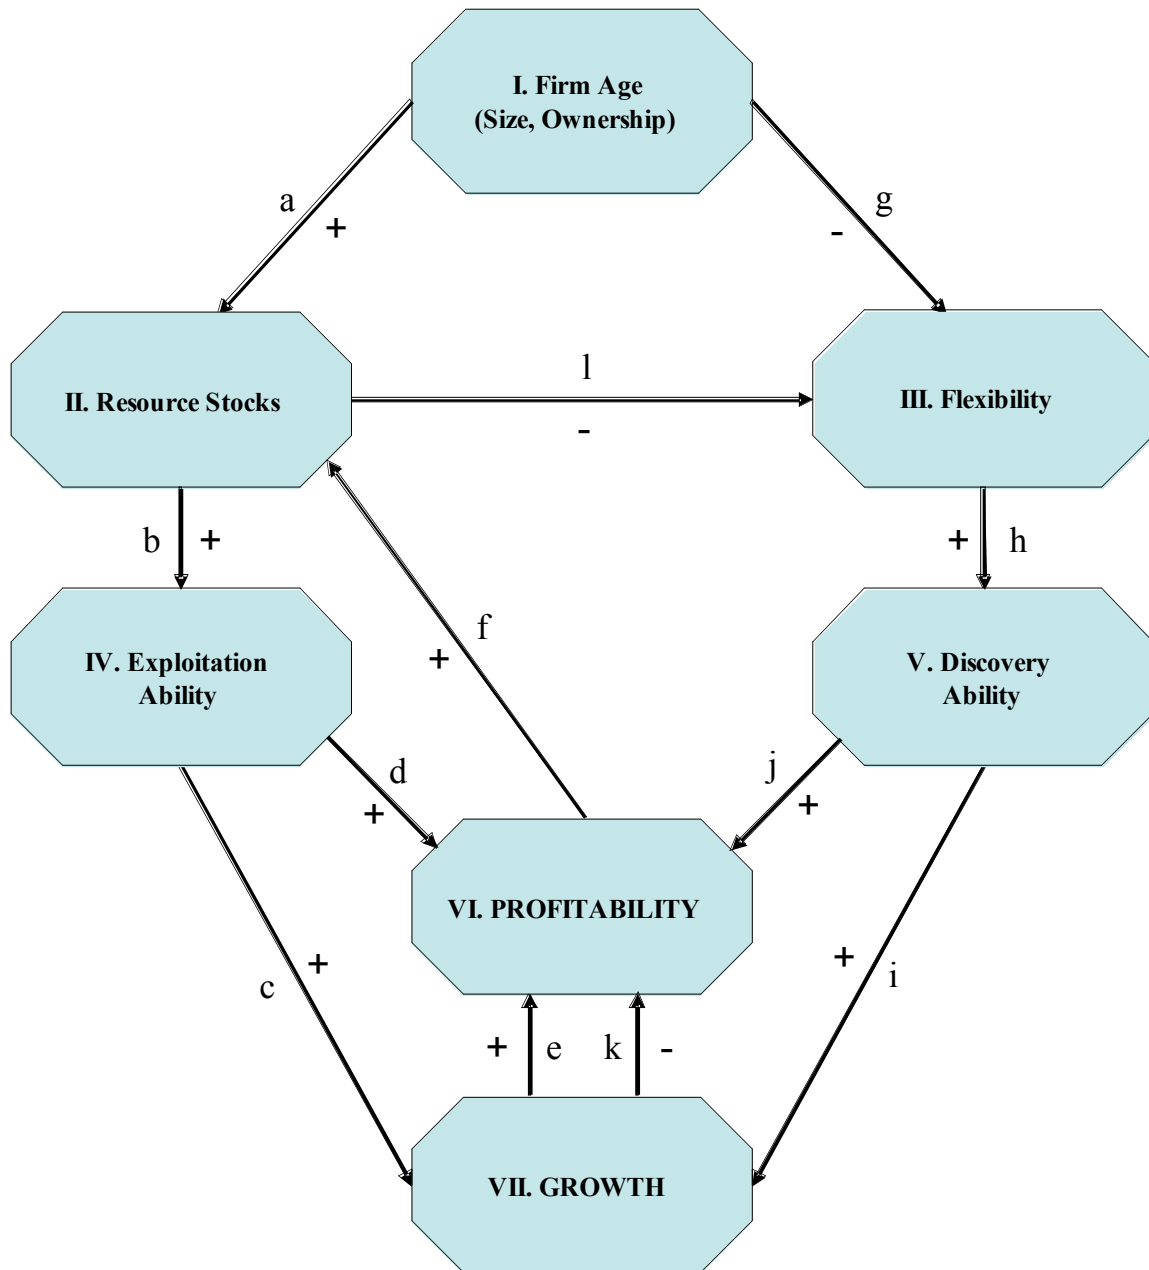 I. Firm Age
(Size, Ownership)
a
+
g
-
II. Resource Stocks
l
-
III. Flexibility
b
+
+
h
f
+
IV. Exploitation
Ability
V. Discovery
Ability
d
+
j
+
VI. PROFITABILITY
c
+
+
i
+
e
k
-
VII. GROWTH